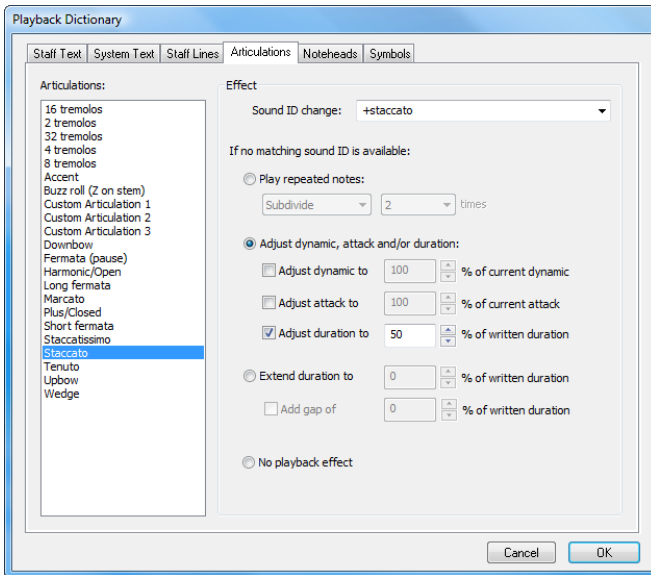 Playback Dictionary
Staff Text System Text Staff Lines Articulations Noteheads Symbols
Articulations:
16 tremolos
2 tremolos
32 tremolos
4 tremolos
8 tremolos
Accent
Buzz roll (Z on stem)
Custom Articulation 1
Custom Articulation 2
Custom Articulation 3
Downbow
Fermata (pause)
Harmonic/Open
Long fermata
Marcato
Plus/Closed
Short fermata
Staccatissimo
Staccato
Tenuto
Upbow
Wedge
Effect
Sound ID change: +staccato
If no matching sound ID is available:
Play repeated notes:
Subdivide 2 times
Adjust dynamic, attack and/or duration:
Adjust dynamic to 100 % of current dynamic
Adjust attack to 100 % of current attack
Adjust duration to 50 % of written duration
Extend duration to 0 % of written duration
Add gap of 0 % of written duration
No playback effect
Cancel OK